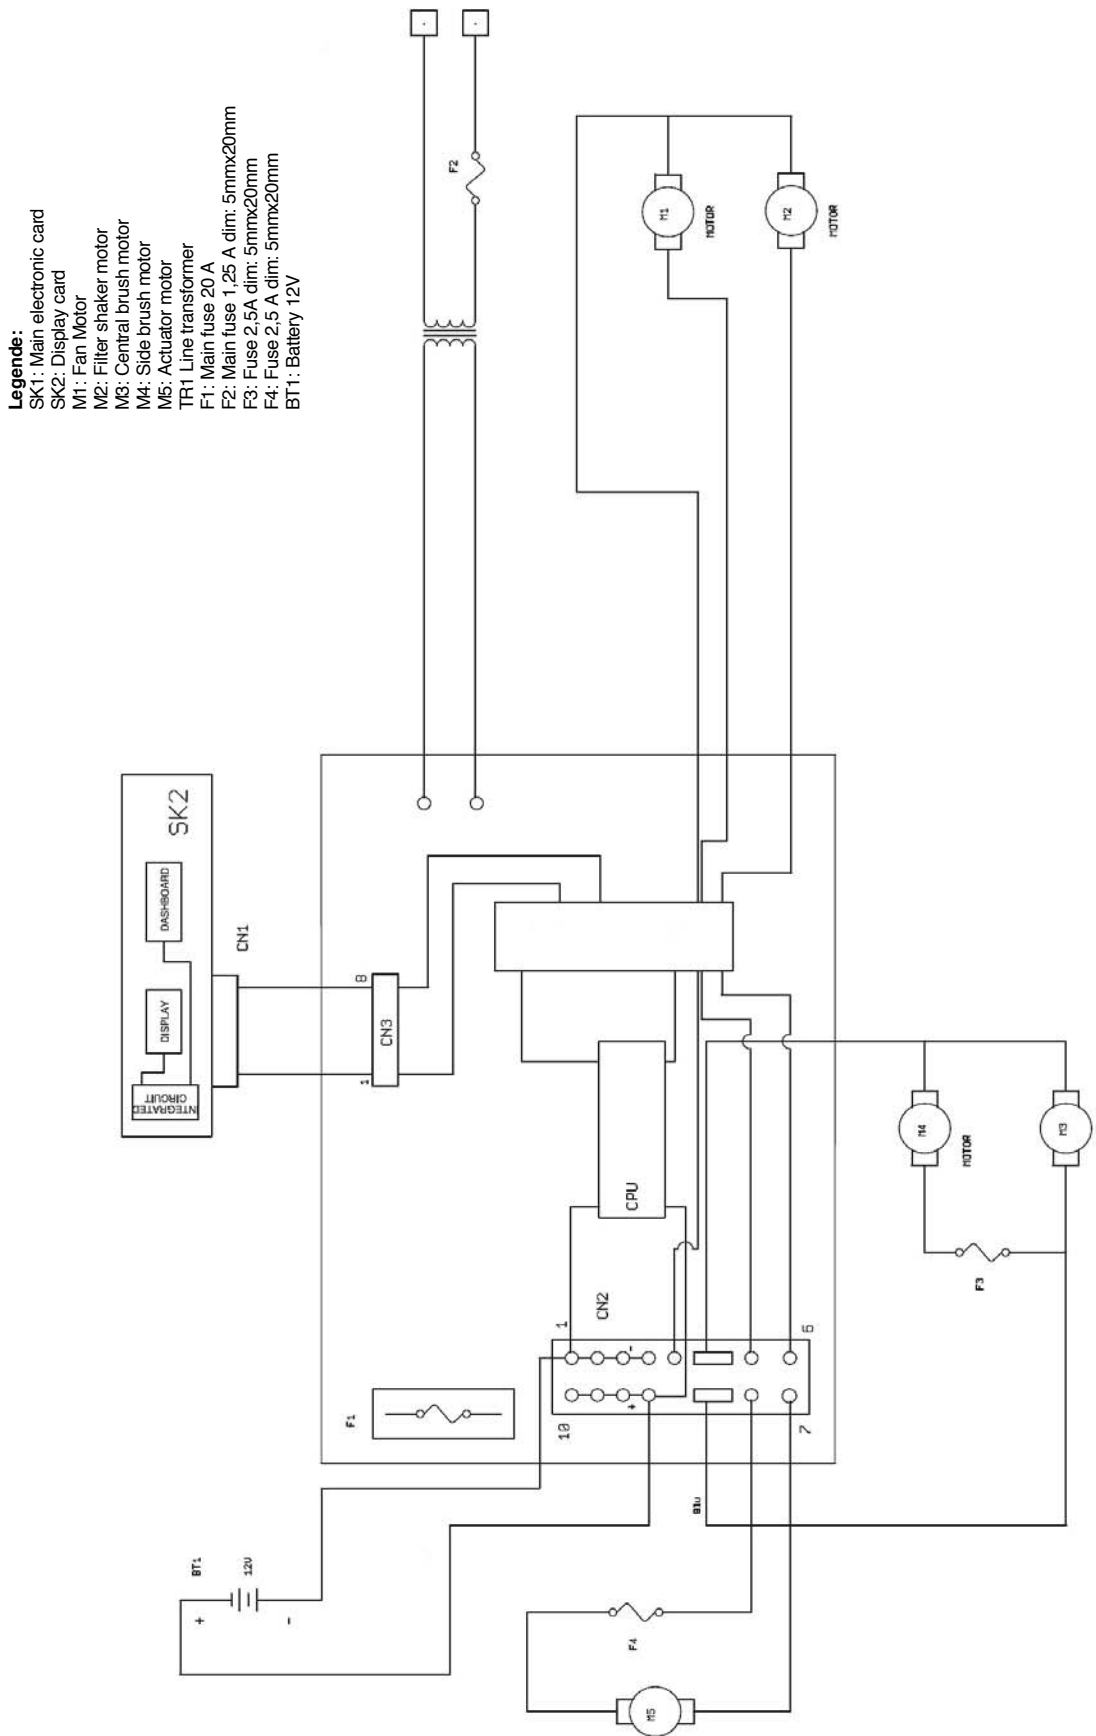 Legende:
SK1: Main electronic card
SK2: Display card
M1: Fan Motor
M2: Filter shaker motor
M3: Central brush motor
M4: Side brush motor
M5: Actuator motor
TR1 Line transformer
F1: Main fuse 20 A
F2: Main fuse 1,25 A dim: 5mmx20mm
F3: Fuse 2,5A dim: 5mmx20mm
F4: Fuse 2,5 A dim: 5mmx20mm
BT1: Battery 12V
F2
M1
MOTOR
M2
MOTOR
SK2
DASHBOARD
DISPLAY
INTEGRATED
CIRCUIT
CN1
8
CN3
1
CPU
CN2
1
6
-
+
10
7
F1
M4
MOTOR
M3
F3
Blu
BT1
12V
+
-
F4
M5